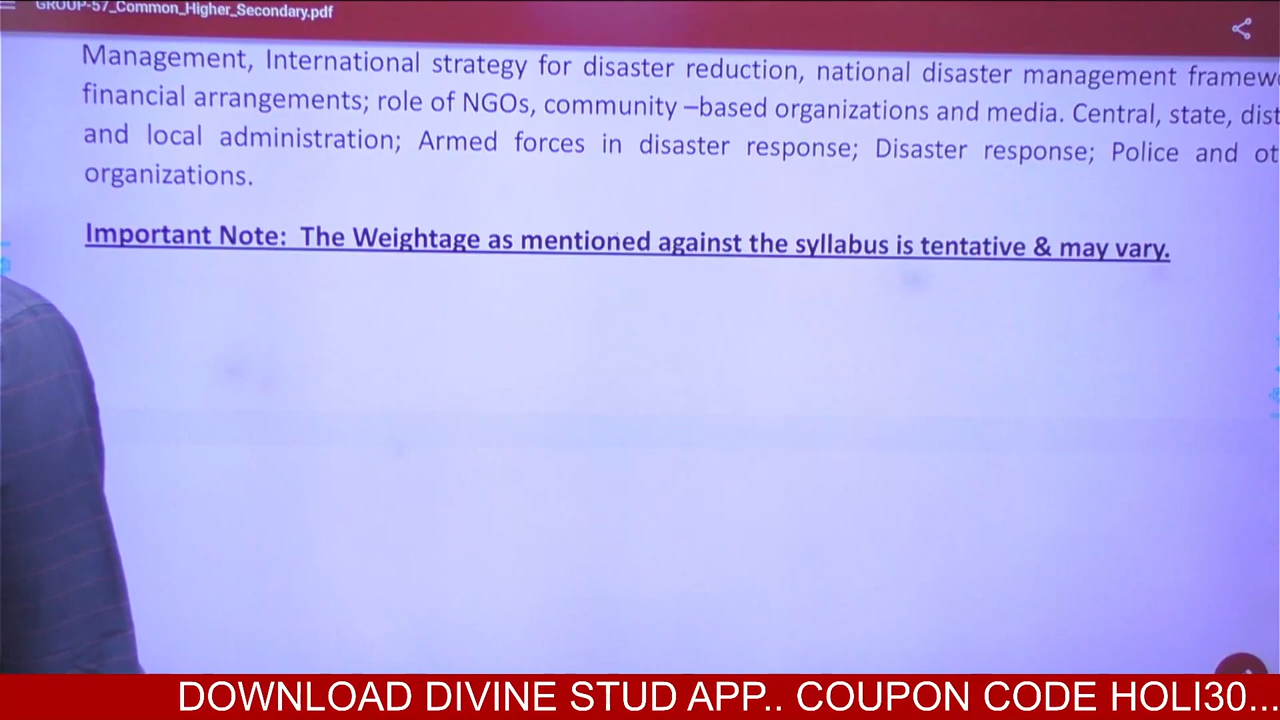 GROUP-57_Common_Higher_Secondary.pdf
Management, International strategy for disaster reduction, national disaster management
financial arrangements; role of NGOs, community –based organizations and media. Central, state,
and local administration; Armed forces in disaster response; Disaster response; Police and
organizations.
Important Note: The Weightage as mentioned against the syllabus is tentative & may vary.
DOWNLOAD DIVINE STUD APP.. COUPON CODE HOLI30...